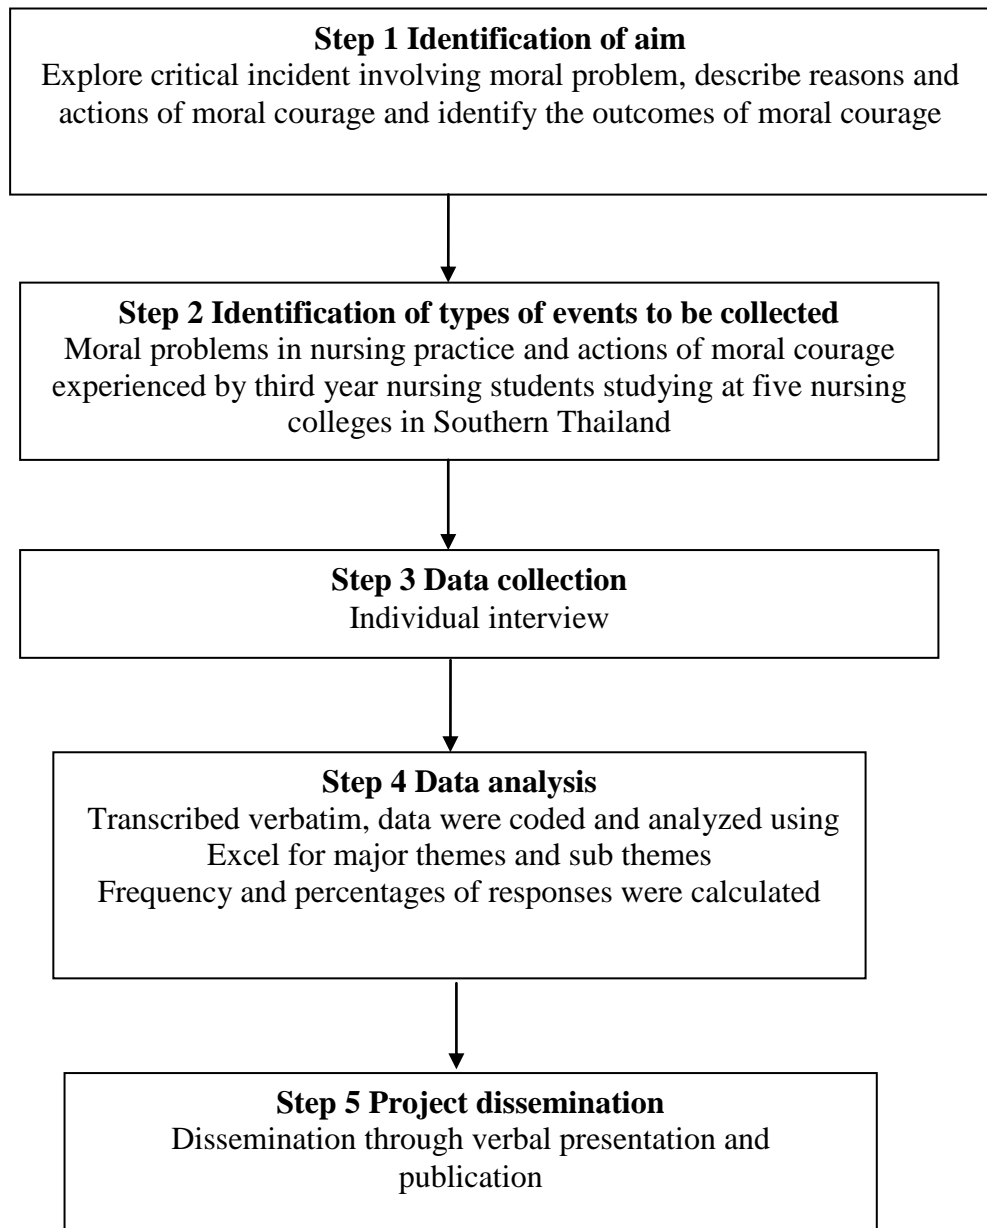 Step 1 Identification of aim
Explore critical incident involving moral problem, describe reasons and
actions of moral courage and identify the outcomes of moral courage
Step 2 Identification of types of events to be collected
Moral problems in nursing practice and actions of moral courage
experienced by third year nursing students studying at five nursing
colleges in Southern Thailand
Step 3 Data collection
Individual interview
Step 4 Data analysis
Transcribed verbatim, data were coded and analyzed using
Excel for major themes and sub themes
Frequency and percentages of responses were calculated
Step 5 Project dissemination
Dissemination through verbal presentation and
publication